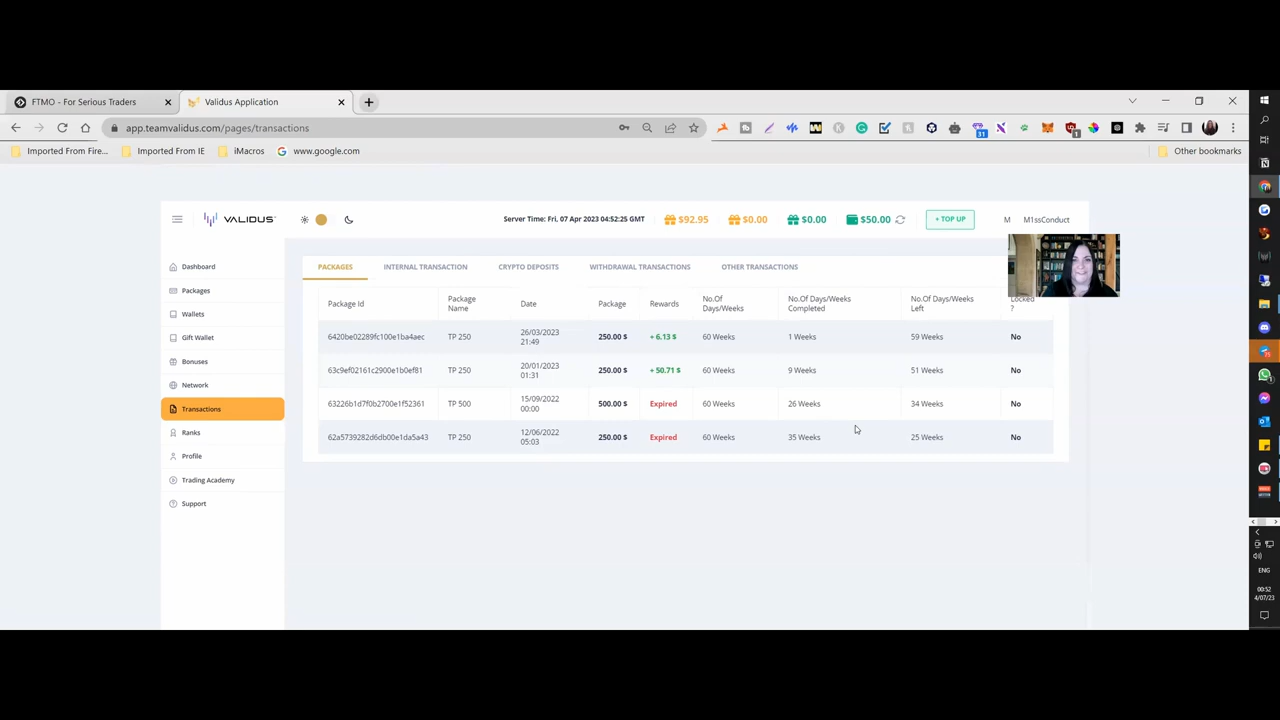 FTMO - For Serious Traders
Validus Application
app.teamvalidus.com/pages/transactions
Imported From Fire...
Imported From IE
iMacros
www.google.com
Other bookmarks
VALIDUS
Server Time: Fri, 07 Apr 2023 04:52:25 GMT
$92.95
$0.00
$0.00
$50.00
+ TOP UP
M
M1ssConduct
Dashboard
Packages
Wallets
Gift Wallet
Bonuses
Network
Transactions
Ranks
Profile
Trading Academy
Support
PACKAGES
INTERNAL TRANSACTION
CRYPTO DEPOSITS
WITHDRAWAL TRANSACTIONS
OTHER TRANSACTIONS
Package Id
Package
Name
Date
Package
Rewards
No.Of
Days/Weeks
No.Of Days/Weeks
Completed
No.Of Days/Weeks
Left
Locked
?
6420be02289fc100e1ba4aec
TP 250
26/03/2023
21:49
250.00 $
+ 6.13 $
60 Weeks
1 Weeks
59 Weeks
No
63c9ef02161c2900e1b0ef81
TP 250
20/01/2023
01:31
250.00 $
+ 50.71 $
60 Weeks
9 Weeks
51 Weeks
No
63226b1d7f0b2700e1f52361
TP 500
15/09/2022
00:00
500.00 $
Expired
60 Weeks
26 Weeks
34 Weeks
No
62a5739282d6db00e1da5a43
TP 250
12/06/2022
05:03
250.00 $
Expired
60 Weeks
35 Weeks
25 Weeks
No
ENG
00:52
4/07/23